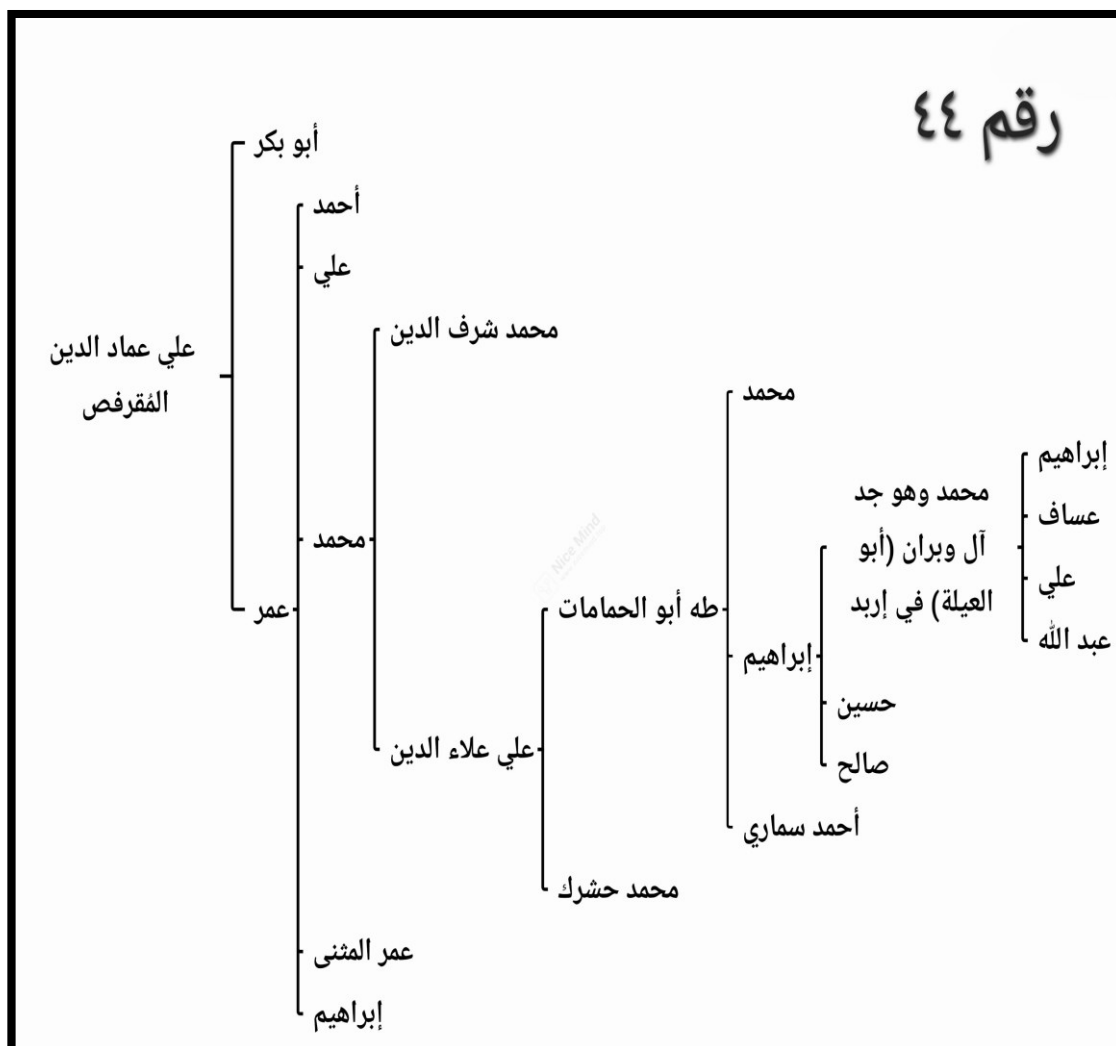 رقم ٤٤
أبو بكر
أحمد
علي
محمد شرف الدين
علي عماد الدين
المُقرفص
محمد
إبراهيم
محمد وهو جد
عساف
آل وبران (أبو
محمد
علي
العيلة) في إربد
طه أبو الحمامات
عمر
عبد الله
إبراهيم
حسين
علي علاء الدين
صالح
أحمد سماري
محمد حشرك
عمر المثنى
إبراهيم
Nice Mind